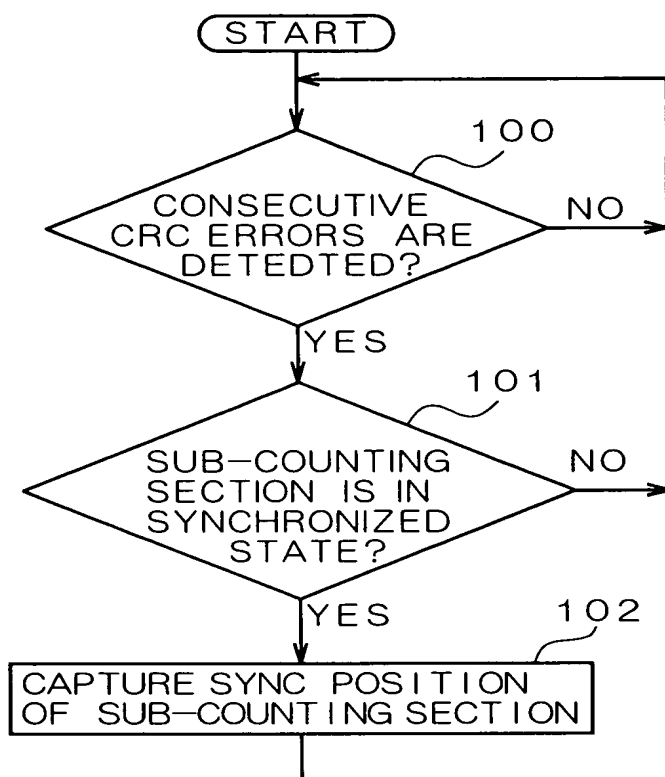 START
100
CONSECUTIVE
CRC ERRORS ARE
DETEDTED?
NO
YES
101
SUB-COUNTING
SECTION IS IN
SYNCHRONIZED
STATE?
NO
YES
102
CAPTURE SYNC POSITION
OF SUB-COUNTING SECTION